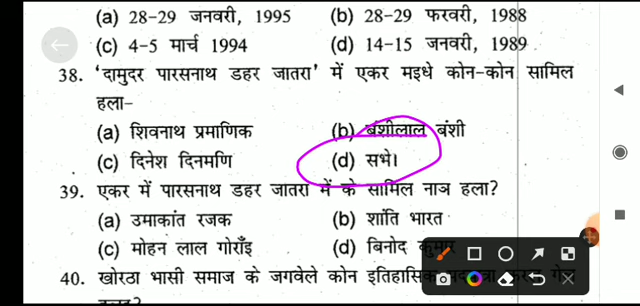 (a) 28-29 जनवरी, 1995 (b) 28-29 फरवरी, 1988
(c) 4-5 मार्च 1994 (d) 14-15 जनवरी, 1989
38. 'दामुदर पारसनाथ डहर जातरा' में एकर मइधे कोन-कोन सामिल
हला-
(a) शिवनाथ प्रमाणिक (b) बंशीलाल बंशी
(c) दिनेश दिनमणि (d) सभे।
39. एकर में पारसनाथ डहर जातरा में के सामिल नाञ हला?
(a) उमाकांत रजक (b) शांति भारत
(c) मोहन लाल गोराँइ (d) बिनोद कुमार
40. खोरठा भासी समाज के जगवेले कोन इतिहासिक